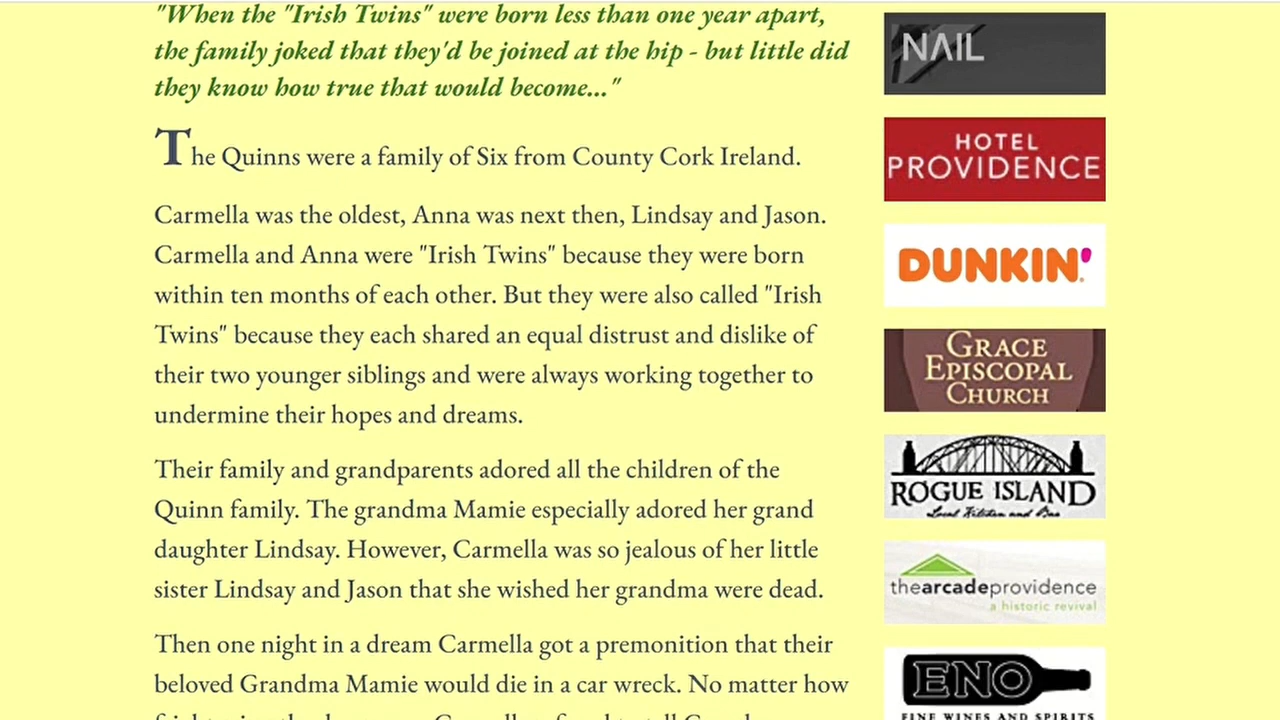 "When the "Irish Twins" were born less than one year apart,
the family joked that they'd be joined at the hip - but little did
they know how true that would become..."
The Quinns were a family of Six from County Cork Ireland.
Carmella was the oldest, Anna was next then, Lindsay and Jason.
Carmella and Anna were "Irish Twins" because they were born
within ten months of each other. But they were also called "Irish
Twins" because they each shared an equal distrust and dislike of
their two younger siblings and were always working together to
undermine their hopes and dreams.
Their family and grandparents adored all the children of the
Quinn family. The grandma Mamie especially adored her grand
daughter Lindsay. However, Carmella was so jealous of her little
sister Lindsay and Jason that she wished her grandma were dead.
Then one night in a dream Carmella got a premonition that their
beloved Grandma Mamie would die in a car wreck. No matter how
NAIL
HOTEL
PROVIDENCE
DUNKIN'
GRACE
EPISCOPAL
CHURCH
ROGUE ISLAND
Local Kitchen and Bar
thearcadeprovidence
a historic revival
ENO
FINE WINES AND SPIRITS